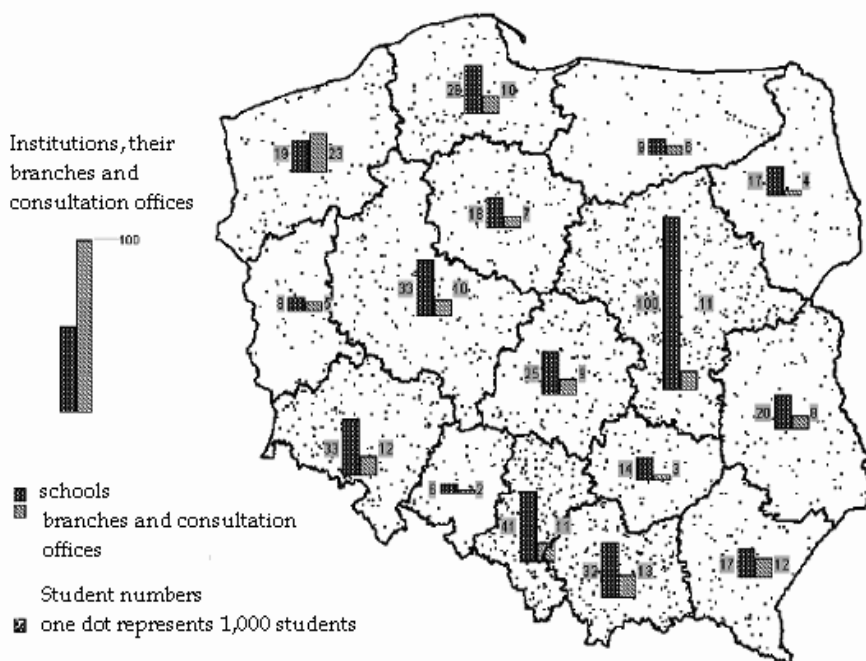 28 10
19 23
9 6
17 4
18 7
Institutions, their
branches and
consultation offices
100
33 10
8
100 11
25 9
20 8
33 12
14 3
6 2
41 11
32 13
17 12
schools
branches and consultation
offices
Student numbers
one dot represents 1,000 students